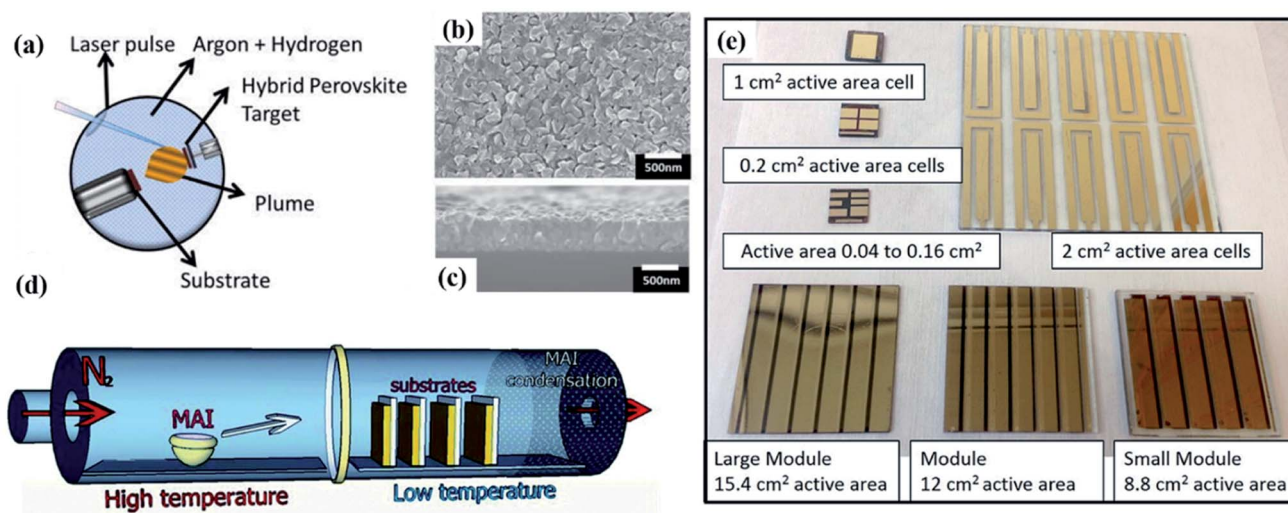 (a)
Laser pulse
Argon + Hydrogen
Hybrid Perovskite
Target
Plume
Substrate
(b)
500nm
500nm
(c)
(d)
N₂
MAI
substrates
MAI
condensation
High temperature
Low temperature
(e)
1 cm² active area cell
0.2 cm² active area cells
Active area 0.04 to 0.16 cm²
2 cm² active area cells
Large Module
15.4 cm² active area
Module
12 cm² active area
Small Module
8.8 cm² active area